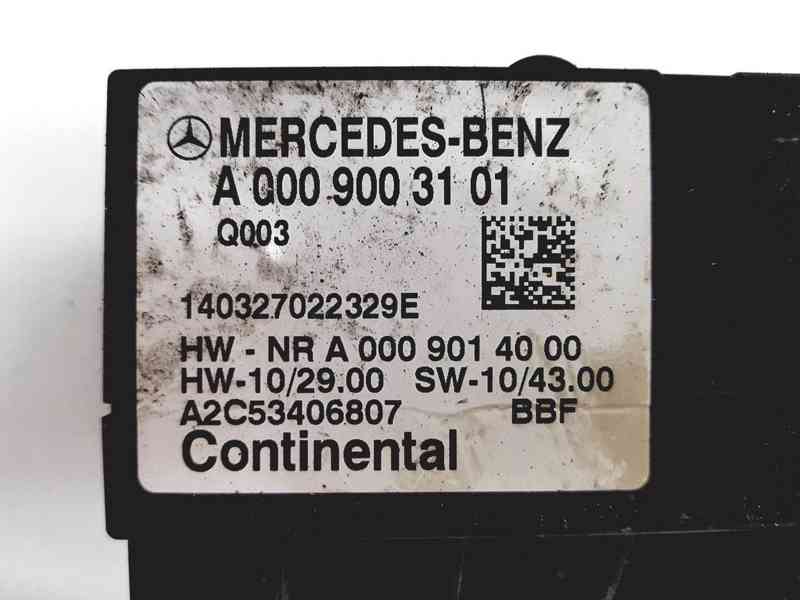 MERCEDES-BENZ
A 000 900 31 01
Q003
140327022329E
HW - NR A 000 901 40 00
HW-10/29.00 SW-10/43.00
A2C53406807 BBF
Continental